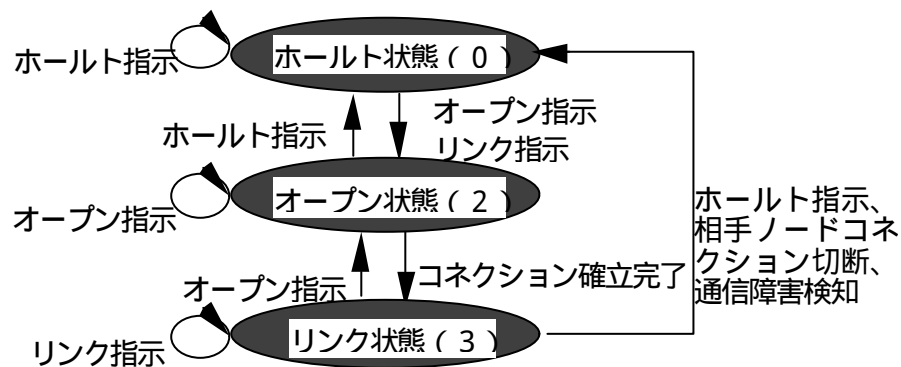 ホールト指示
ホールト状態（０）
オープン指示
リンク指示
ホールト指示
オープン状態（２）
オープン指示
ホールト指示、
相手ノードコネ
クション切断、
通信障害検知
コネクション確立完了
オープン指示
リンク状態（３）
リンク指示